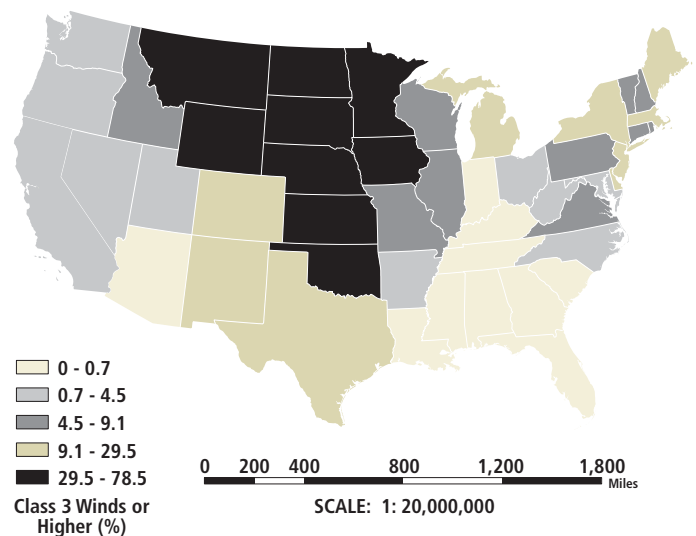 0 - 0.7
0.7 - 4.5
4.5 - 9.1
9.1 - 29.5
29.5 - 78.5
Class 3 Winds or
Higher (%)
0 200 400 800 1,200 1,800
Miles
SCALE: 1: 20,000,000